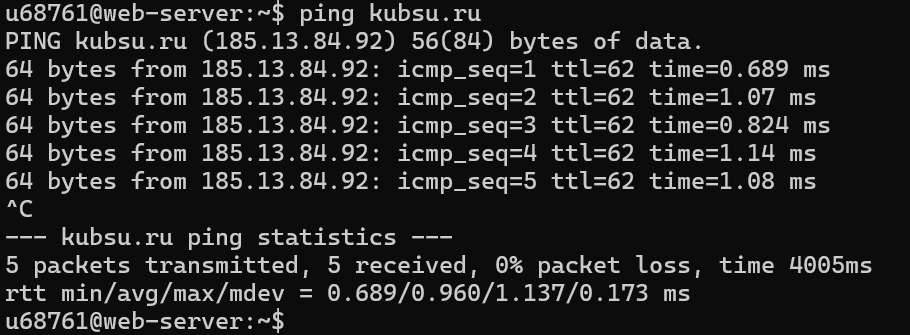 u68761@web-server:~$ ping kubsu.ru
PING kubsu.ru (185.13.84.92) 56(84) bytes of data.
64 bytes from 185.13.84.92: icmp_seq=1 ttl=62 time=0.689 ms
64 bytes from 185.13.84.92: icmp_seq=2 ttl=62 time=1.07 ms
64 bytes from 185.13.84.92: icmp_seq=3 ttl=62 time=0.824 ms
64 bytes from 185.13.84.92: icmp_seq=4 ttl=62 time=1.14 ms
64 bytes from 185.13.84.92: icmp_seq=5 ttl=62 time=1.08 ms
^C
--- kubsu.ru ping statistics ---
5 packets transmitted, 5 received, 0% packet loss, time 4005ms
rtt min/avg/max/mdev = 0.689/0.960/1.137/0.173 ms
u68761@web-server:~$